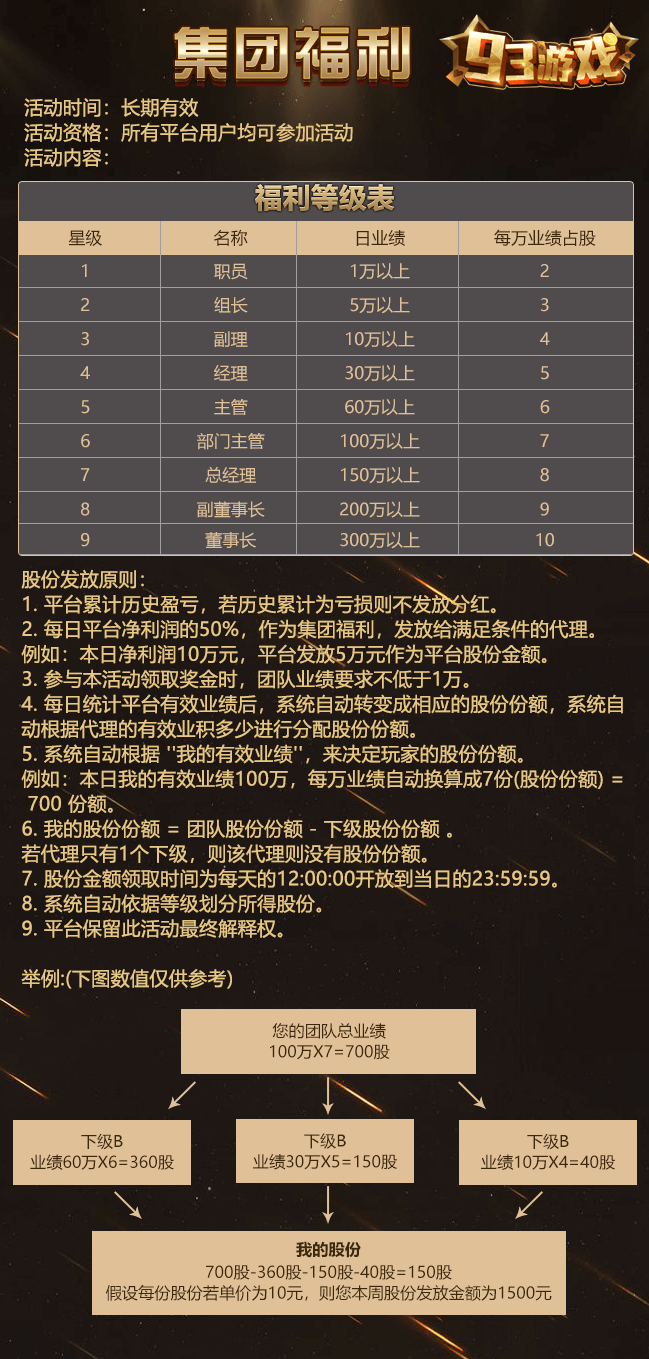 集团福利
93游戏
活动时间：长期有效
活动资格：所有平台用户均可参加活动
活动内容：
福利等级表
星级 名称 日业绩 每万业绩占股
1 职员 1万以上 2
2 组长 5万以上 3
3 副理 10万以上 4
4 经理 30万以上 5
5 主管 60万以上 6
6 部门主管 100万以上 7
7 总经理 150万以上 8
8 副董事长 200万以上 9
9 董事长 300万以上 10
股份发放原则：
1. 平台累计历史盈亏，若历史累计为亏损则不发放分红。
2. 每日平台净利润的50%，作为集团福利，发放给满足条件的代理。
例如：本日净利润10万元，平台发放5万元作为平台股份金额。
3. 参与本活动领取奖金时，团队业绩要求不低于1万。
4. 每日统计平台有效业绩后，系统自动转变成相应的股份份额，系统自
动根据代理的有效业积多少进行分配股份份额。
5. 系统自动根据 "我的有效业绩"，来决定玩家的股份份额。
例如：本日我的有效业绩100万，每万业绩自动换算成7份(股份份额) =
700 份额。
6. 我的股份份额 = 团队股份份额 - 下级股份份额 。
若代理只有1个下级，则该代理则没有股份份额。
7. 股份金额领取时间为每天的12:00:00开放到当日的23:59:59。
8. 系统自动依据等级划分所得股份。
9. 平台保留此活动最终解释权。
举例:(下图数值仅供参考)
您的团队总业绩
100万X7=700股
下级B
业绩60万X6=360股
下级B
业绩30万X5=150股
下级B
业绩10万X4=40股
我的股份
700股-360股-150股-40股=150股
假设每份股份若单价为10元，则您本周股份发放金额为1500元